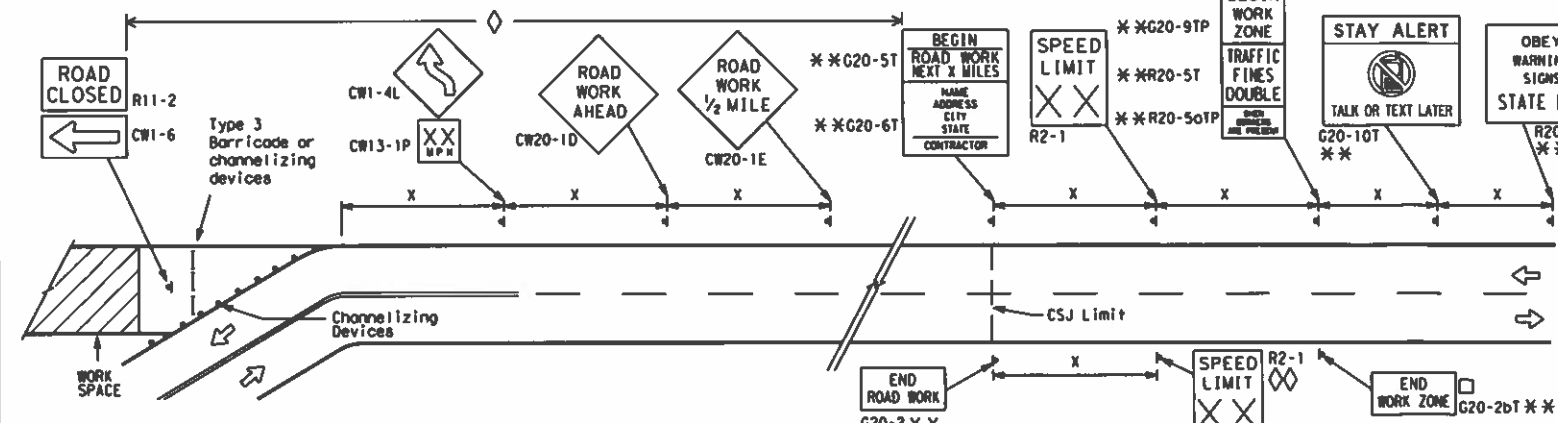 ROAD
CLOSED
R11-2
CW1-6
Type 3
Barricade or
channelizing
devices
CW1-4L
CW13-1P
X X
MPH
ROAD
WORK
AHEAD
CW20-1D
ROAD
WORK
1/2 MILE
CW20-1E
* *G20-5T
* *G20-6T
BEGIN
ROAD WORK
NEXT X MILES
NAME
ADDRESS
CITY
STATE
CONTRACTOR
SPEED
LIMIT
X X
R2-1
* *G20-9TP
* *R20-5T
* *R20-5aTP
WORK
ZONE
TRAFFIC
FINES
DOUBLE
WHEN
WORKERS
ARE PRESENT
STAY ALERT
TALK OR TEXT LATER
G20-10T
* *
OBEY
SIGNS
STATE
X
X
X
X
X
X
X
Channelizing
Devices
WORK
SPACE
CSJ Limit
END
ROAD WORK
X
SPEED
LIMIT
X X
R2-1
END
WORK ZONE
G20-2bT * *